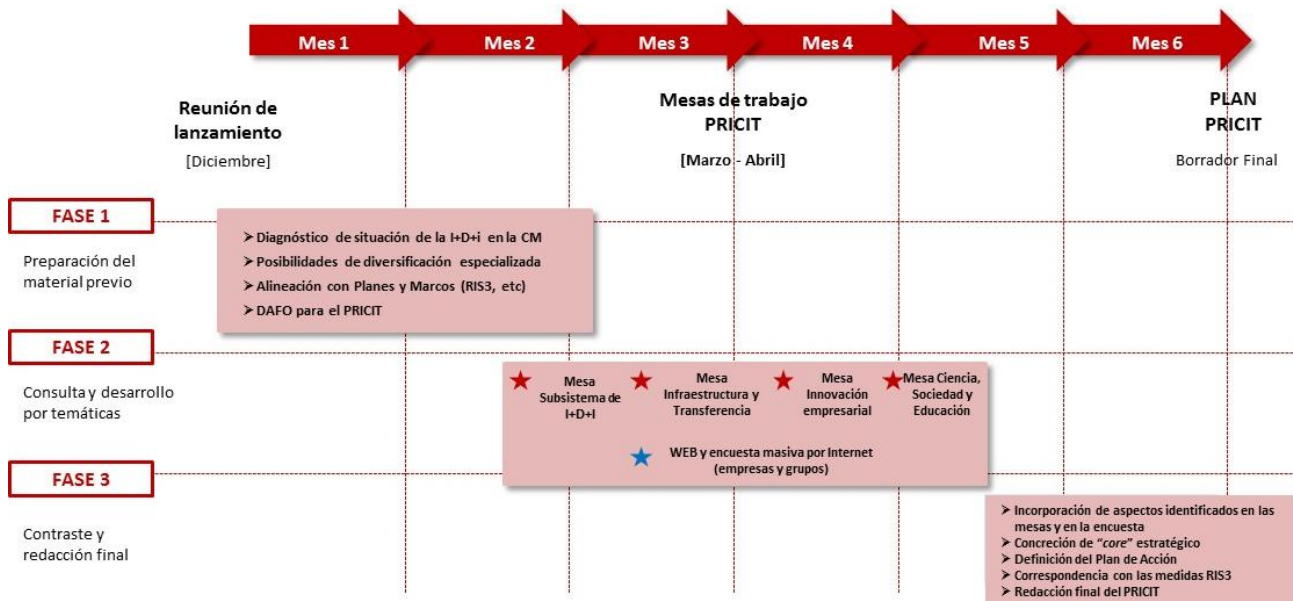 Mes 1
Mes 2
Mes 3
Mes 4
Mes 5
Mes 6
Reunión de
lanzamiento
[Diciembre]
Mesas de trabajo
PRICIT
[Marzo - Abril]
PLAN
PRICIT
Borrador Final
FASE 1
Preparación del
material previo
➤ Diagnóstico de situación de la I+D+i en la CM
➤ Posibilidades de diversificación especializada
➤ Alineación con Planes y Marcos (RIS3, etc)
➤ DAFO para el PRICIT
FASE 2
Consulta y desarrollo
por temáticas
Mesa
Subsistema de
I+D+I
Mesa
Infraestructura y
Transferencia
Mesa
Innovación
empresarial
Mesa Ciencia,
Sociedad y
Educación
WEB y encuesta masiva por Internet
(empresas y grupos)
FASE 3
Contraste y
redacción final
➤ Incorporación de aspectos identificados en las
mesas y en la encuesta
➤ Concreción de "core" estratégico
➤ Definición del Plan de Acción
➤ Correspondencia con las medidas RIS3
➤ Redacción final del PRICIT